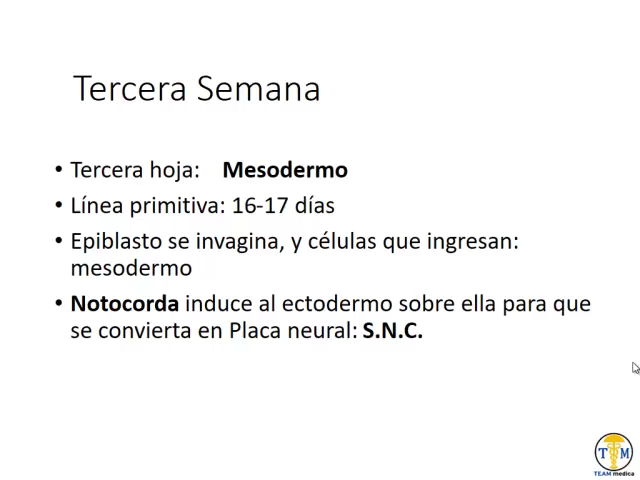 Tercera Semana
• Tercera hoja: Mesodermo
• Línea primitiva: 16-17 días
• Epiblasto se invagina, y células que ingresan:
mesodermo
• Notocorda induce al ectodermo sobre ella para que
se convierta en Placa neural: S.N.C.
T M
TEAM medica